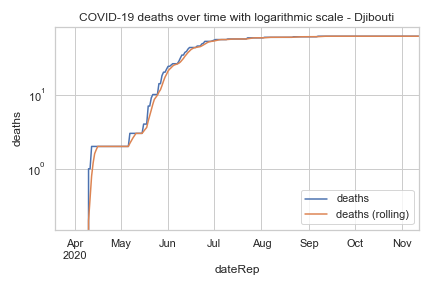 COVID-19 deaths over time with logarithmic scale - Djibouti
deaths
10¹
10⁰
deaths
deaths (rolling)
Apr May Jun Jul Aug Sep Oct Nov
2020
dateRep